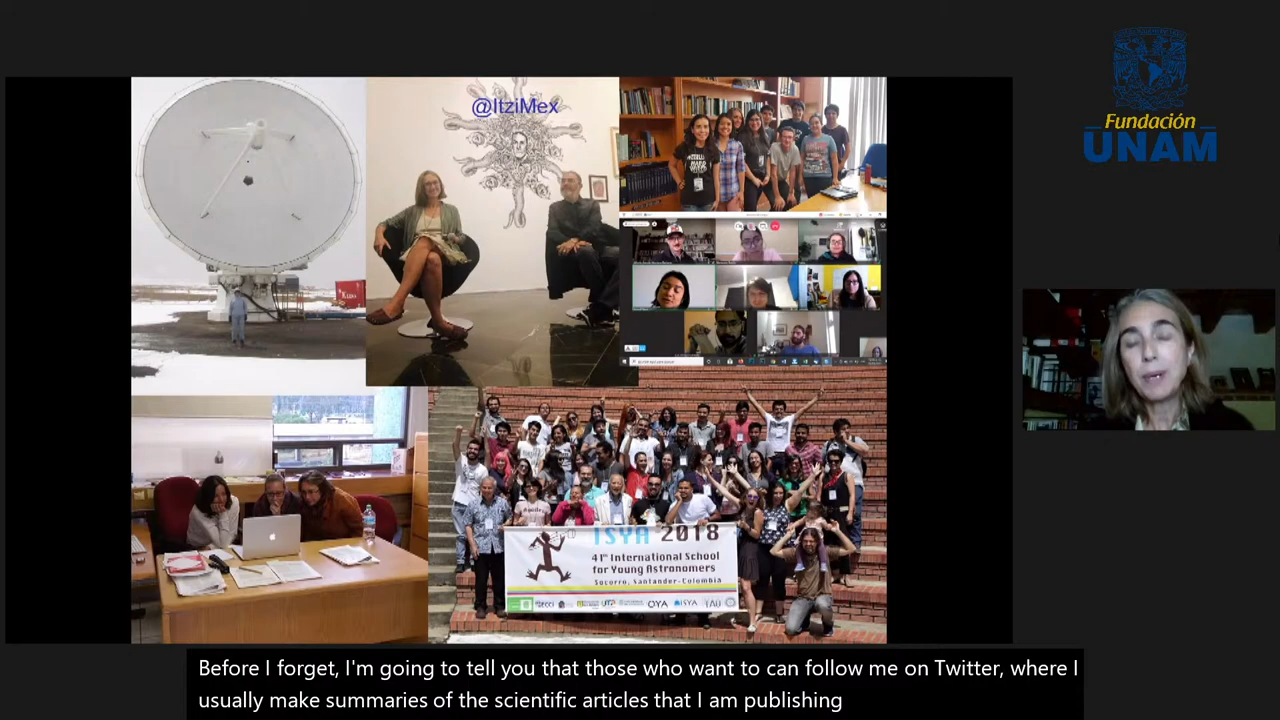 @ItziMex
Fundación
UNAM
ISYA 2018
41st International School
for Young Astronomers
Socorro, Santander-Colombia
Before I forget, I'm going to tell you that those who want to can follow me on Twitter, where I
usually make summaries of the scientific articles that I am publishing